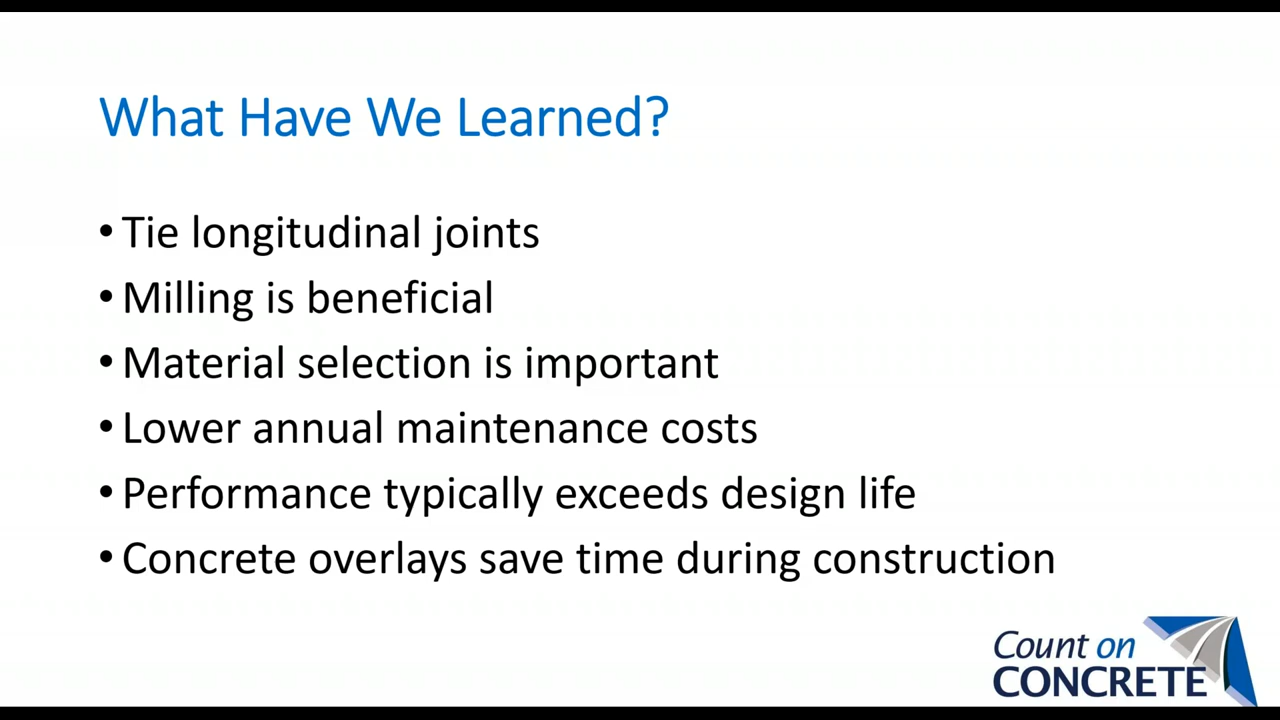 What Have We Learned?
• Tie longitudinal joints
• Milling is beneficial
• Material selection is important
• Lower annual maintenance costs
• Performance typically exceeds design life
• Concrete overlays save time during construction
Count on
CONCRETE